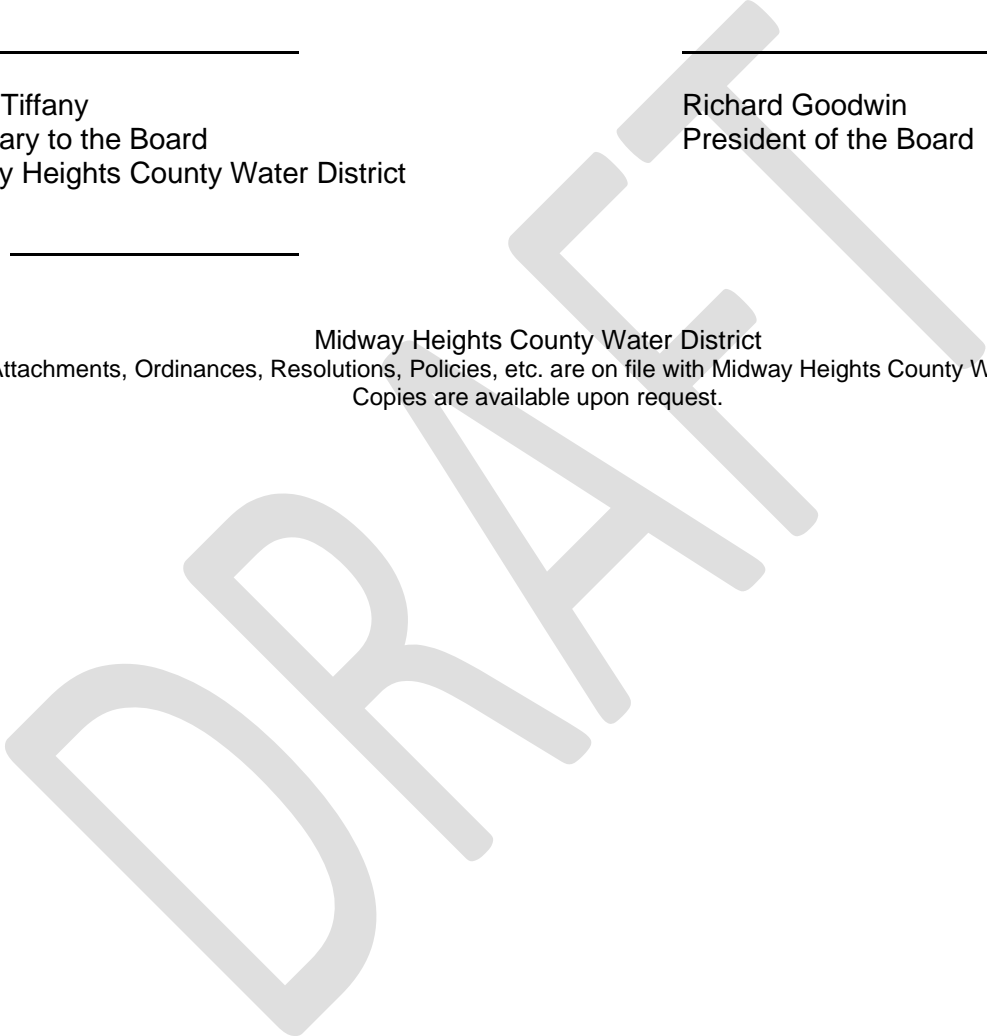 Tiffany
Richard Goodwin
ary to the Board
President of the Board
y Heights County Water District
Midway Heights County Water District
Attachments, Ordinances, Resolutions, Policies, etc. are on file with Midway Heights County W
Copies are available upon request.
DRAFT